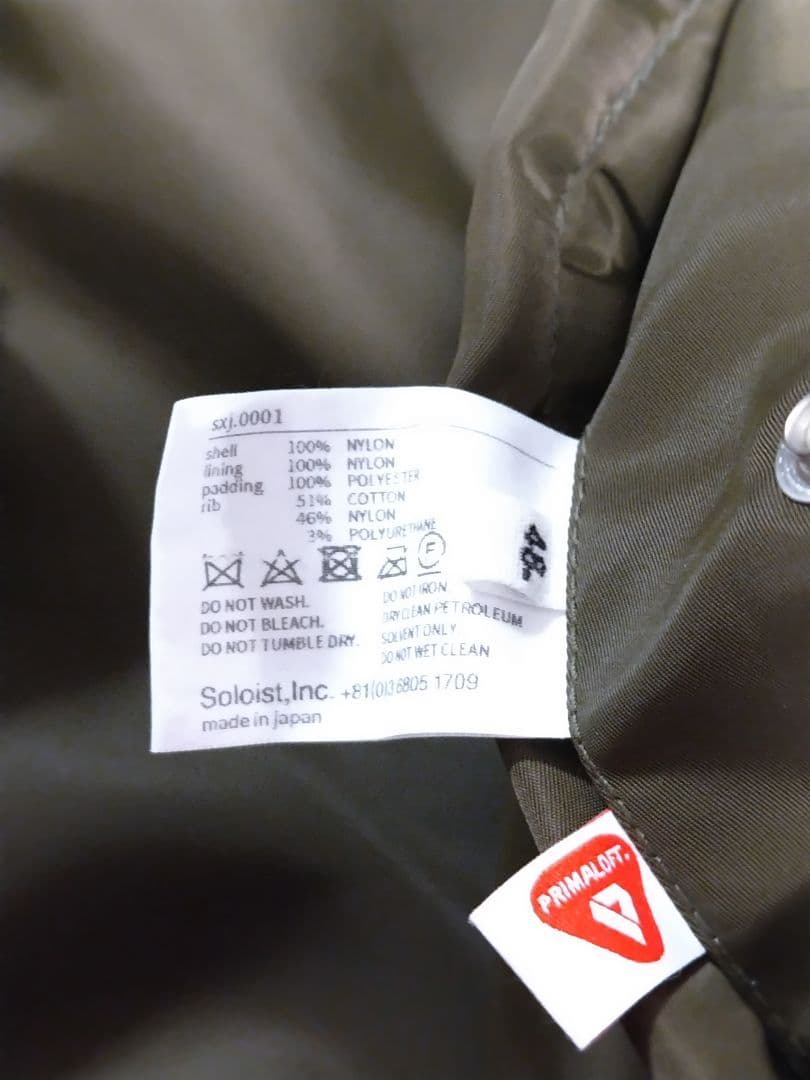 sxj.0001
shell 100% NYLON
lining 100% NYLON
padding 100% POLYESTER
rib 51% COTTON
46% NYLON
3% POLYURETHANE
F
DO NOT WASH.
DO NOT BLEACH.
DO NOT TUMBLE DRY.
DO NOT IRON
DRY CLEAN PETROLEUM
SOLVENT ONLY
DO NOT WET CLEAN
Soloist,Inc. +81(0)3 6805 1709
made in japan
48
PRIMALOFT